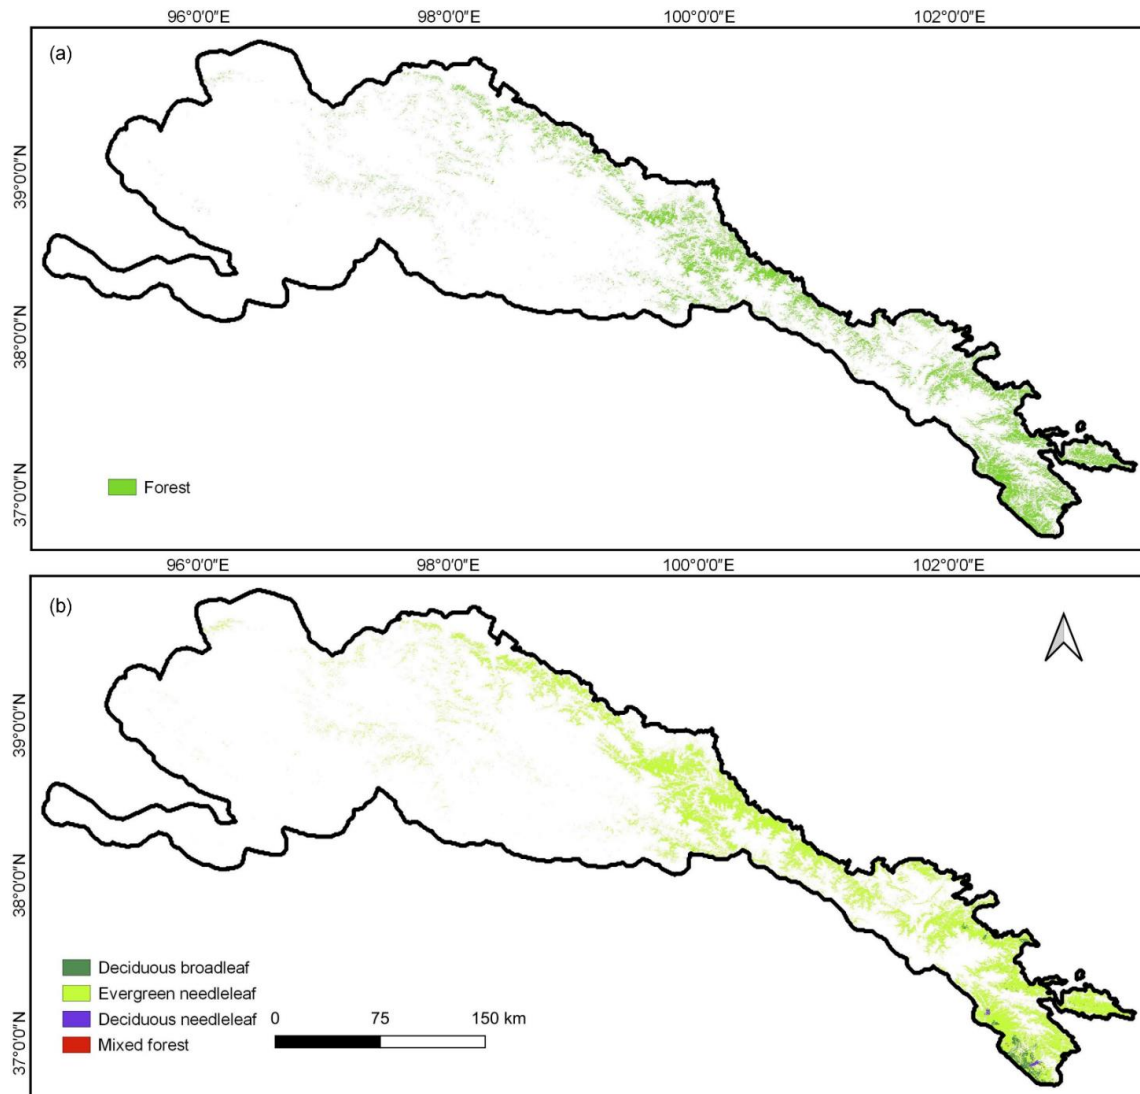 96°0′0″E 98°0′0″E 100°0′0″E 102°0′0″E
(a)
39°0′0″N
38°0′0″N
37°0′0″N
Forest
96°0′0″E 98°0′0″E 100°0′0″E 102°0′0″E
(b)
39°0′0″N
38°0′0″N
37°0′0″N
Deciduous broadleaf
Evergreen needleleaf
Deciduous needleleaf
Mixed forest
0 75 150 km